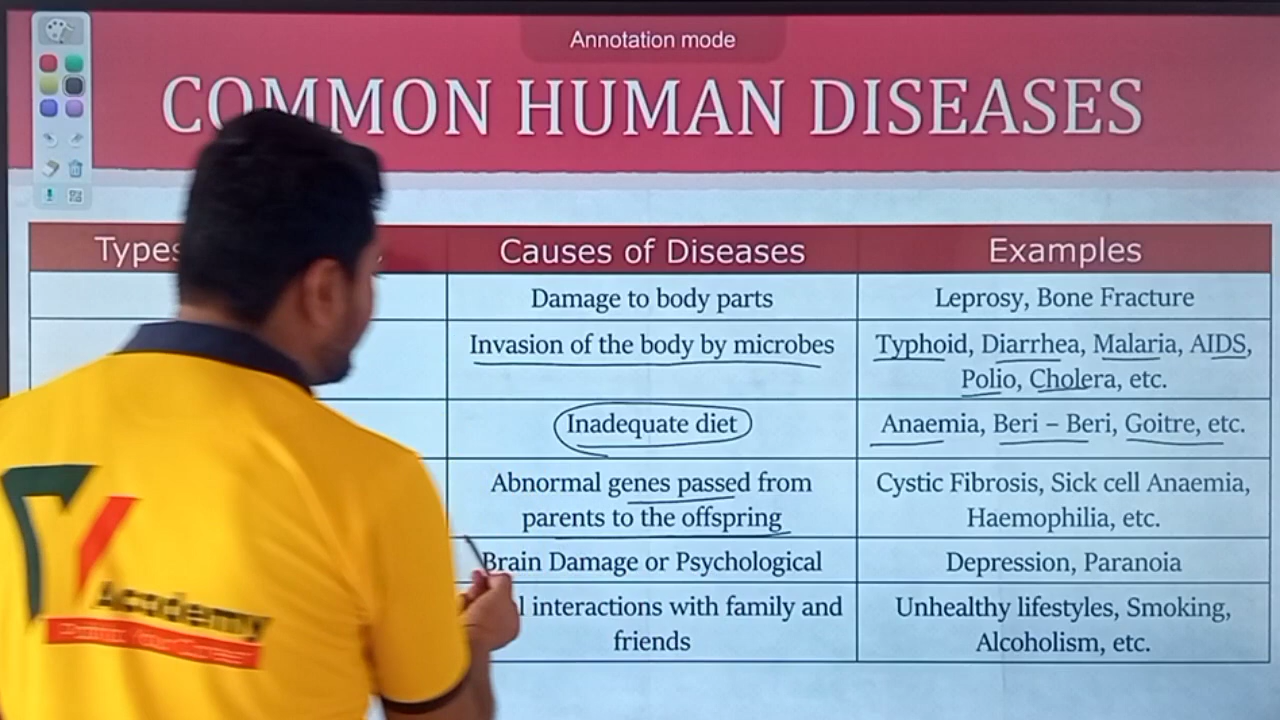 Annotation mode
COMMON HUMAN DISEASES
Types
Causes of Diseases
Examples
Damage to body parts
Leprosy, Bone Fracture
Invasion of the body by microbes
Typhoid, Diarrhea, Malaria, AIDS,
Polio, Cholera, etc.
Inadequate diet
Anaemia, Beri – Beri, Goitre, etc.
Abnormal genes passed from
parents to the offspring
Cystic Fibrosis, Sick cell Anaemia,
Haemophilia, etc.
Brain Damage or Psychological
Depression, Paranoia
interactions with family and
friends
Unhealthy lifestyles, Smoking,
Alcoholism, etc.
Academy